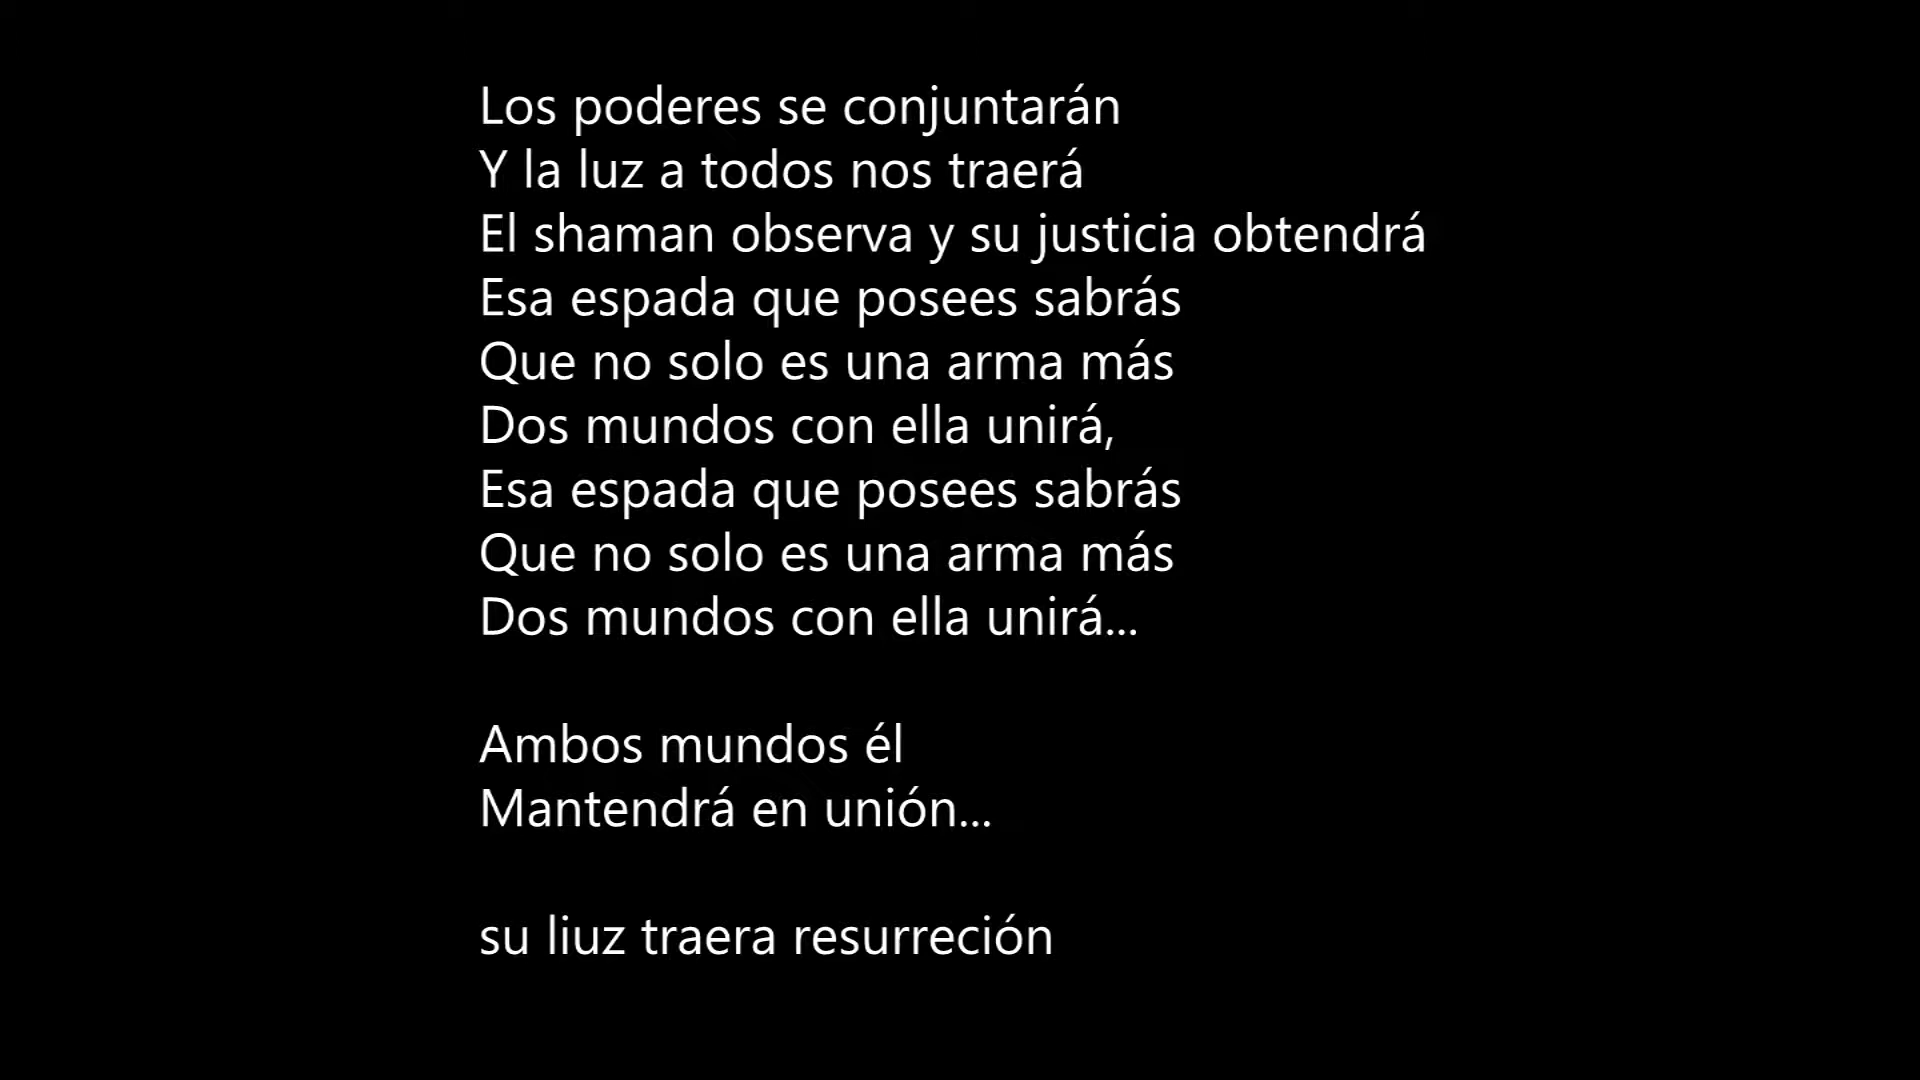 Los poderes se conjuntarán
Y la luz a todos nos traerá
El shaman observa y su justicia obtendrá
Esa espada que posees sabrás
Que no solo es una arma más
Dos mundos con ella unirá,
Esa espada que posees sabrás
Que no solo es una arma más
Dos mundos con ella unirá...
Ambos mundos él
Mantendrá en unión...
su liuz traera resurreción